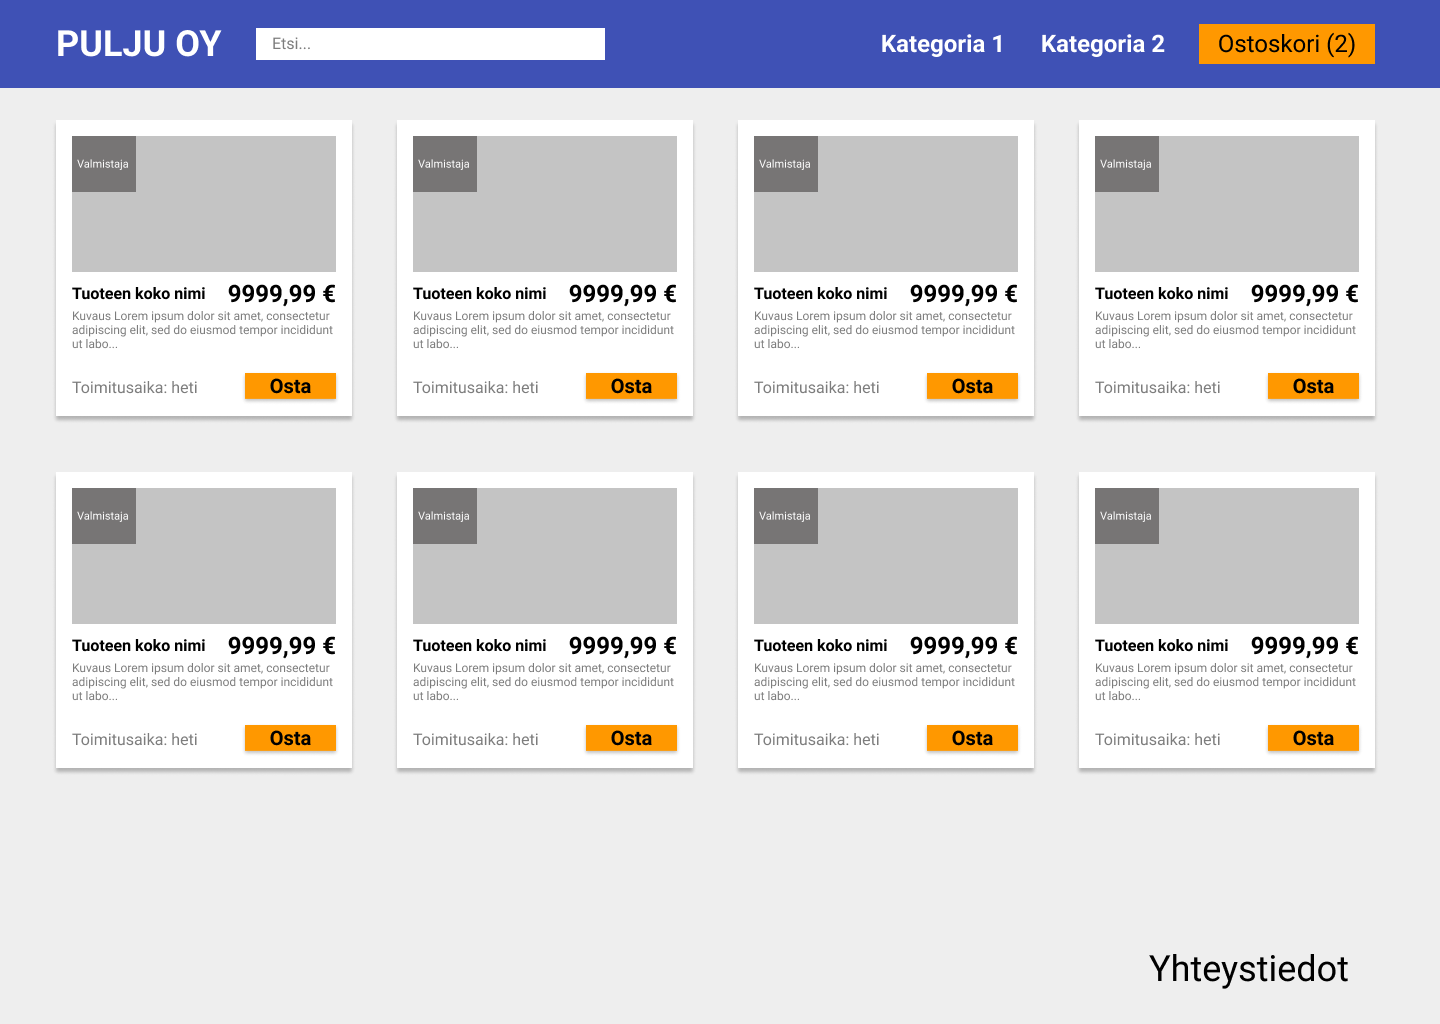 PULJU OY
Etsi...
Kategoria 1
Kategoria 2
Ostoskori (2)
Valmistaja
Tuoteen koko nimi 9999,99 €
Kuvaus Lorem ipsum dolor sit amet, consectetur
adipiscing elit, sed do eiusmod tempor incididunt
ut labo...
Toimitusaika: heti
Osta
Valmistaja
Tuoteen koko nimi 9999,99 €
Kuvaus Lorem ipsum dolor sit amet, consectetur
adipiscing elit, sed do eiusmod tempor incididunt
ut labo...
Toimitusaika: heti
Osta
Valmistaja
Tuoteen koko nimi 9999,99 €
Kuvaus Lorem ipsum dolor sit amet, consectetur
adipiscing elit, sed do eiusmod tempor incididunt
ut labo...
Toimitusaika: heti
Osta
Valmistaja
Tuoteen koko nimi 9999,99 €
Kuvaus Lorem ipsum dolor sit amet, consectetur
adipiscing elit, sed do eiusmod tempor incididunt
ut labo...
Toimitusaika: heti
Osta
Valmistaja
Tuoteen koko nimi 9999,99 €
Kuvaus Lorem ipsum dolor sit amet, consectetur
adipiscing elit, sed do eiusmod tempor incididunt
ut labo...
Toimitusaika: heti
Osta
Valmistaja
Tuoteen koko nimi 9999,99 €
Kuvaus Lorem ipsum dolor sit amet, consectetur
adipiscing elit, sed do eiusmod tempor incididunt
ut labo...
Toimitusaika: heti
Osta
Valmistaja
Tuoteen koko nimi 9999,99 €
Kuvaus Lorem ipsum dolor sit amet, consectetur
adipiscing elit, sed do eiusmod tempor incididunt
ut labo...
Toimitusaika: heti
Osta
Valmistaja
Tuoteen koko nimi 9999,99 €
Kuvaus Lorem ipsum dolor sit amet, consectetur
adipiscing elit, sed do eiusmod tempor incididunt
ut labo...
Toimitusaika: heti
Osta
Yhteystiedot